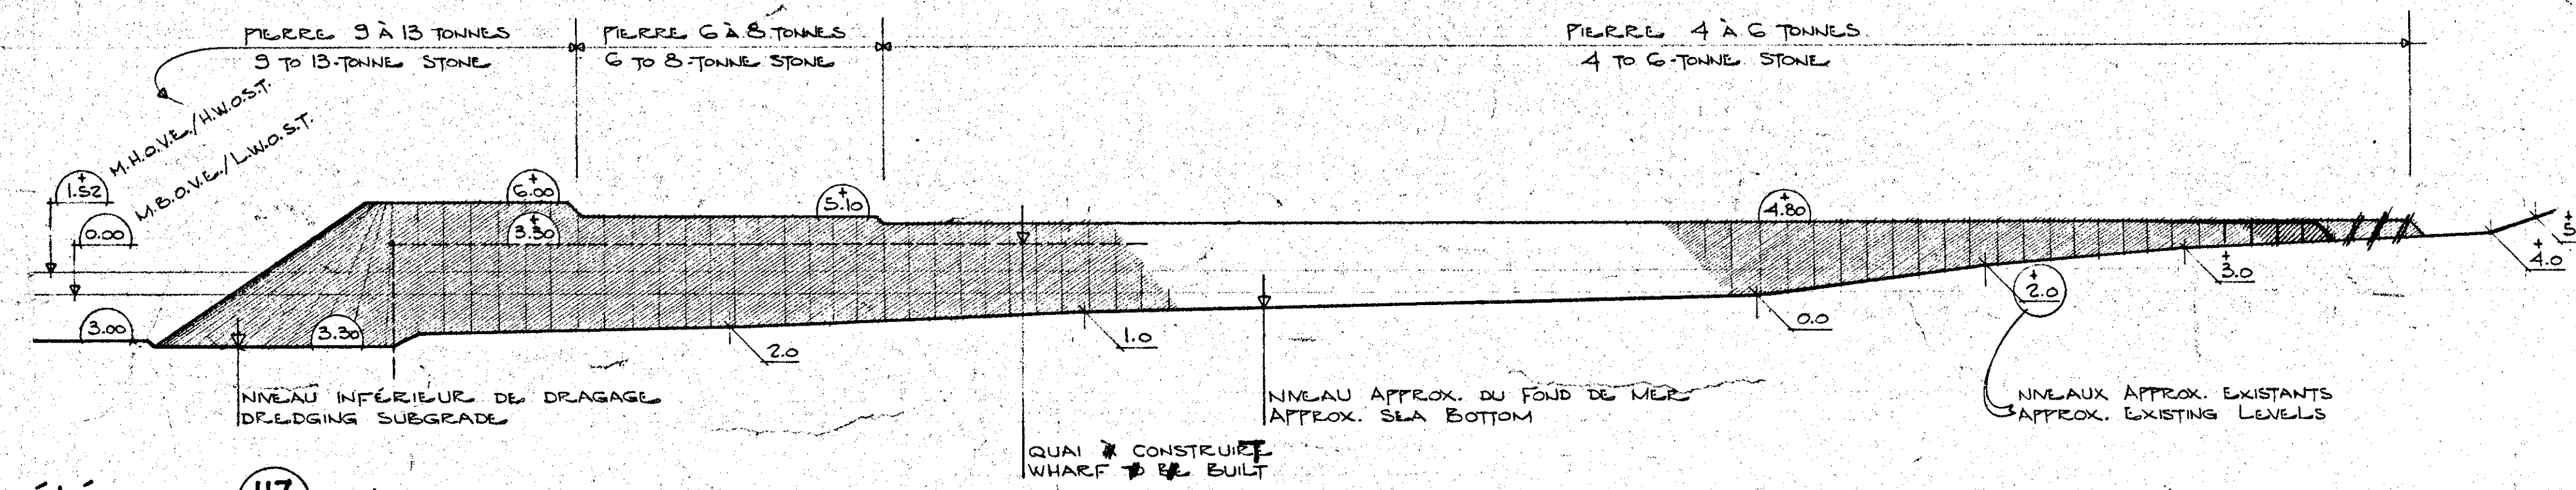 PIERRE 9 À 13 TONNES
9 TO 13-TONNE STONE
PIERRE 6 À 8 TONNES
6 TO 8-TONNE STONE
PIERRE 4 À 6 TONNES
4 TO 6-TONNE STONE
M.H.O.V.E./H.W.O.S.T.
M.B.O.V.E./L.W.O.S.T.
+
1.52
0.00
3.00
3.30
+
6.00
+
3.30
+
5.10
+
4.80
2.0
1.0
0.0
+
2.0
+
3.0
+
4.0
+
5
NIVEAU INFÉRIEUR DE DRAGAGE
DREDGING SUBGRADE
NIVEAU APPROX. DU FOND DE MER
APPROX. SEA BOTTOM
NIVEAUX APPROX. EXISTANTS
APPROX. EXISTING LEVELS
QUAI CONSTRUIT
WHARF BUILT
117